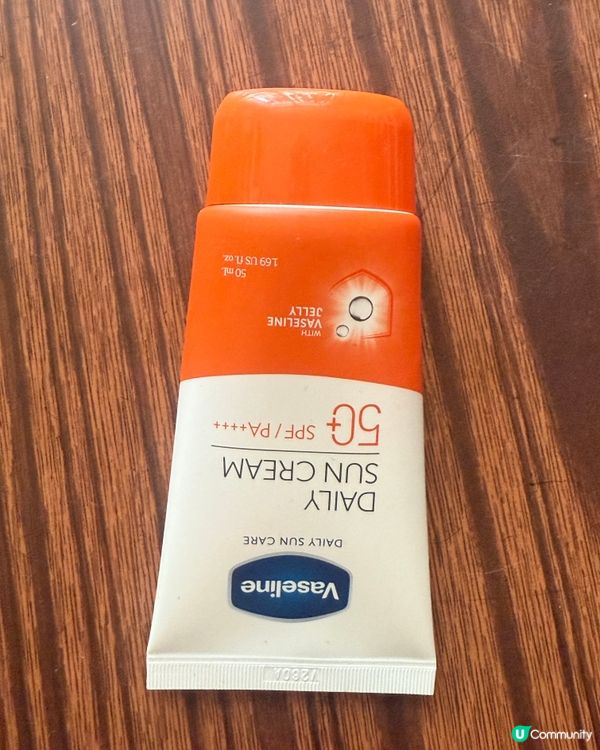 Vaseline
DAILY SUN CARE
DAILY
SUN CREAM
50+ SPF / PA++++
WITH
VASELINE
JELLY
50 ml.
1.69 US fl. oz.
U Community